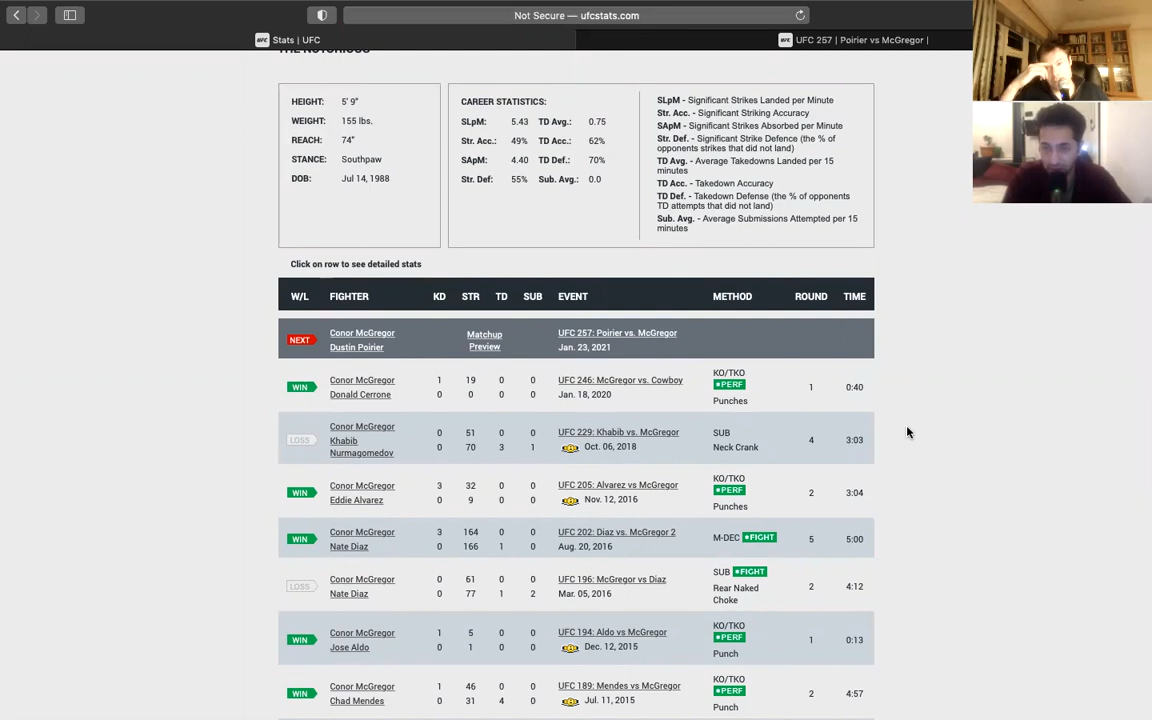 Not Secure — ufcstats.com
Stats | UFC
UFC 257 | Poirier vs McGregor |
THE NOTORIOUS
HEIGHT: 5' 9"
WEIGHT: 155 lbs.
REACH: 74"
STANCE: Southpaw
DOB: Jul 14, 1988
CAREER STATISTICS:
SLpM: 5.43 TD Avg.: 0.75
Str. Acc.: 49% TD Acc.: 62%
SApM: 4.40 TD Def.: 70%
Str. Def: 55% Sub. Avg.: 0.0
SLpM - Significant Strikes Landed per Minute
Str. Acc. - Significant Striking Accuracy
SApM - Significant Strikes Absorbed per Minute
Str. Def. - Significant Strike Defence (the % of
opponents strikes that did not land)
TD Avg. - Average Takedowns Landed per 15
minutes
TD Acc. - Takedown Accuracy
TD Def. - Takedown Defense (the % of opponents
TD attempts that did not land)
Sub. Avg. - Average Submissions Attempted per 15
minutes
Click on row to see detailed stats
W/L FIGHTER KD STR TD SUB EVENT METHOD ROUND TIME
NEXT
Conor McGregor
Dustin Poirier
Matchup
Preview
UFC 257: Poirier vs. McGregor
Jan. 23, 2021
WIN
Conor McGregor 1 19 0 0
Donald Cerrone 0 0 0 0
UFC 246: McGregor vs. Cowboy
Jan. 18, 2020
KO/TKO
PERF
Punches
1 0:40
LOSS
Conor McGregor 0 51 0 0
Khabib 0 70 3 1
Nurmagomedov
UFC 229: Khabib vs. McGregor
Oct. 06, 2018
SUB
Neck Crank
4 3:03
WIN
Conor McGregor 3 32 0 0
Eddie Alvarez 0 9 0 0
UFC 205: Alvarez vs McGregor
Nov. 12, 2016
KO/TKO
PERF
Punches
2 3:04
WIN
Conor McGregor 3 164 0 0
Nate Diaz 0 166 1 0
UFC 202: Diaz vs. McGregor 2
Aug. 20, 2016
M-DEC FIGHT
5 5:00
LOSS
Conor McGregor 0 61 0 0
Nate Diaz 0 77 1 2
UFC 196: McGregor vs Diaz
Mar. 05, 2016
SUB FIGHT
Rear Naked
Choke
2 4:12
WIN
Conor McGregor 1 5 0 0
Jose Aldo 0 1 0 0
UFC 194: Aldo vs McGregor
Dec. 12, 2015
KO/TKO
PERF
Punch
1 0:13
WIN
Conor McGregor 1 46 0 0
Chad Mendes 0 31 4 0
UFC 189: Mendes vs McGregor
Jul. 11, 2015
KO/TKO
PERF
Punch
2 4:57